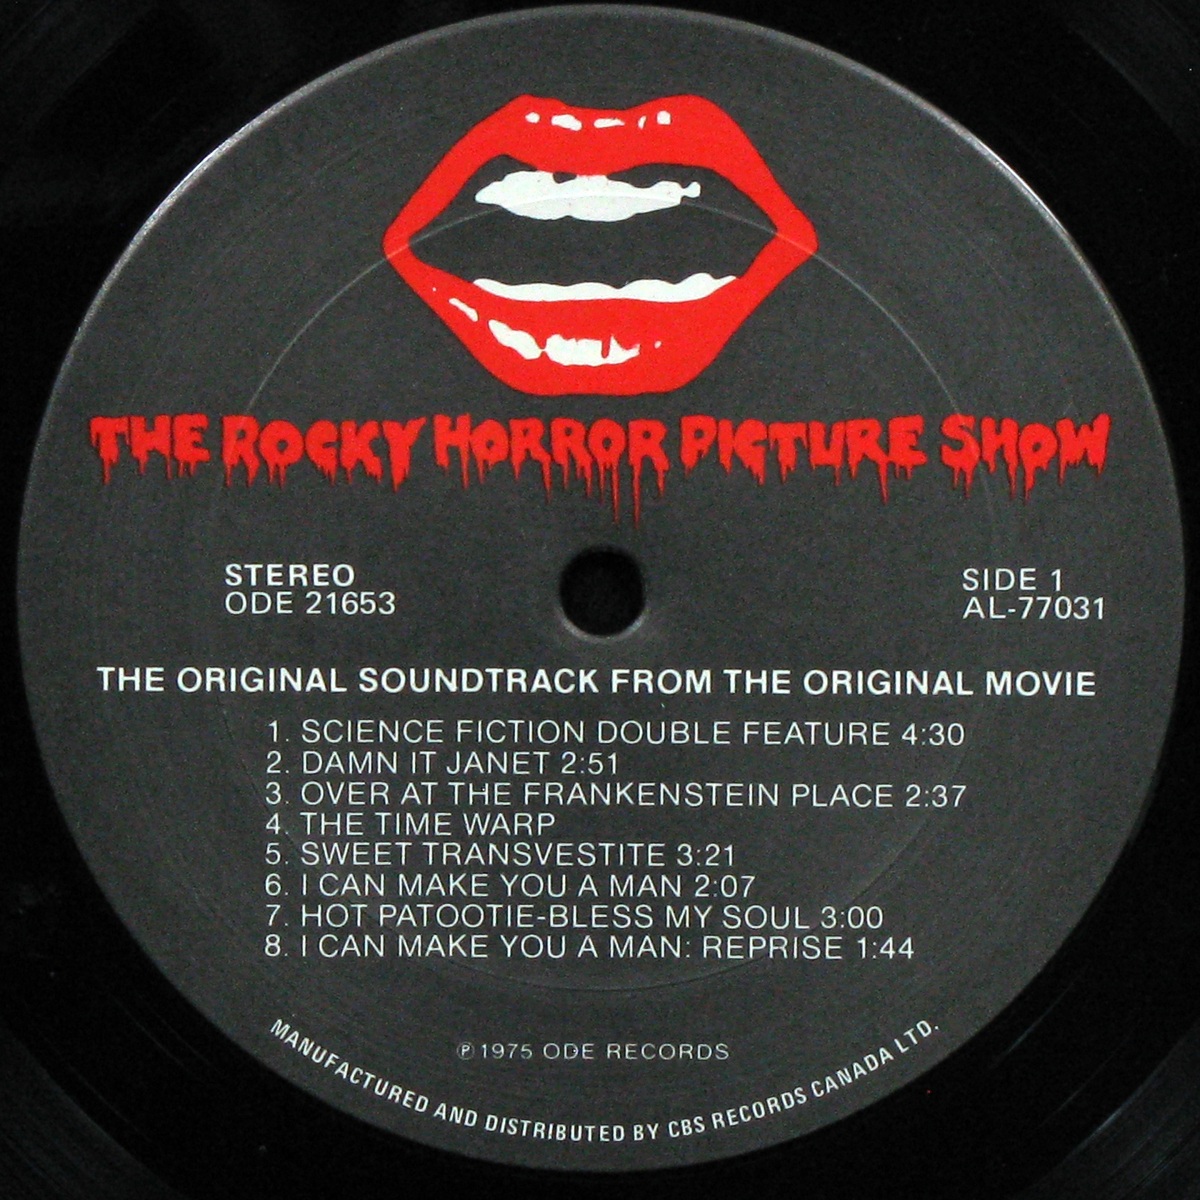 THE ROCKY HORROR PICTURE SHOW
STEREO
ODE 21653
SIDE 1
AL-77031
THE ORIGINAL SOUNDTRACK FROM THE ORIGINAL MOVIE
1. SCIENCE FICTION DOUBLE FEATURE 4:30
2. DAMN IT JANET 2:51
3. OVER AT THE FRANKENSTEIN PLACE 2:37
4. THE TIME WARP
5. SWEET TRANSVESTITE 3:21
6. I CAN MAKE YOU A MAN 2:07
7. HOT PATOOTIE-BLESS MY SOUL 3:00
8. I CAN MAKE YOU A MAN: REPRISE 1:44
℗ 1975 ODE RECORDS
MANUFACTURED AND DISTRIBUTED BY CBS RECORDS CANADA LTD.